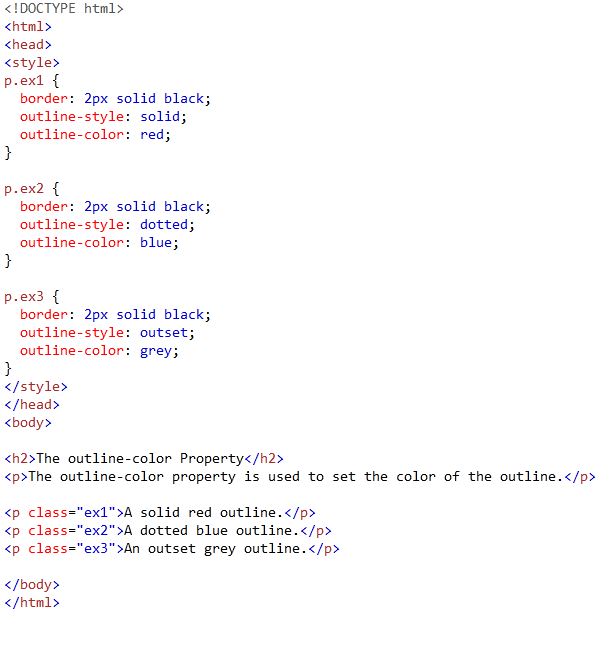 <!DOCTYPE html>
<html>
<head>
<style>
p.ex1 {
  border: 2px solid black;
  outline-style: solid;
  outline-color: red;
}

p.ex2 {
  border: 2px solid black;
  outline-style: dotted;
  outline-color: blue;
}

p.ex3 {
  border: 2px solid black;
  outline-style: outset;
  outline-color: grey;
}
</style>
</head>
<body>

<h2>The outline-color Property</h2>
<p>The outline-color property is used to set the color of the outline.</p>

<p class="ex1">A solid red outline.</p>
<p class="ex2">A dotted blue outline.</p>
<p class="ex3">An outset grey outline.</p>

</body>
</html>